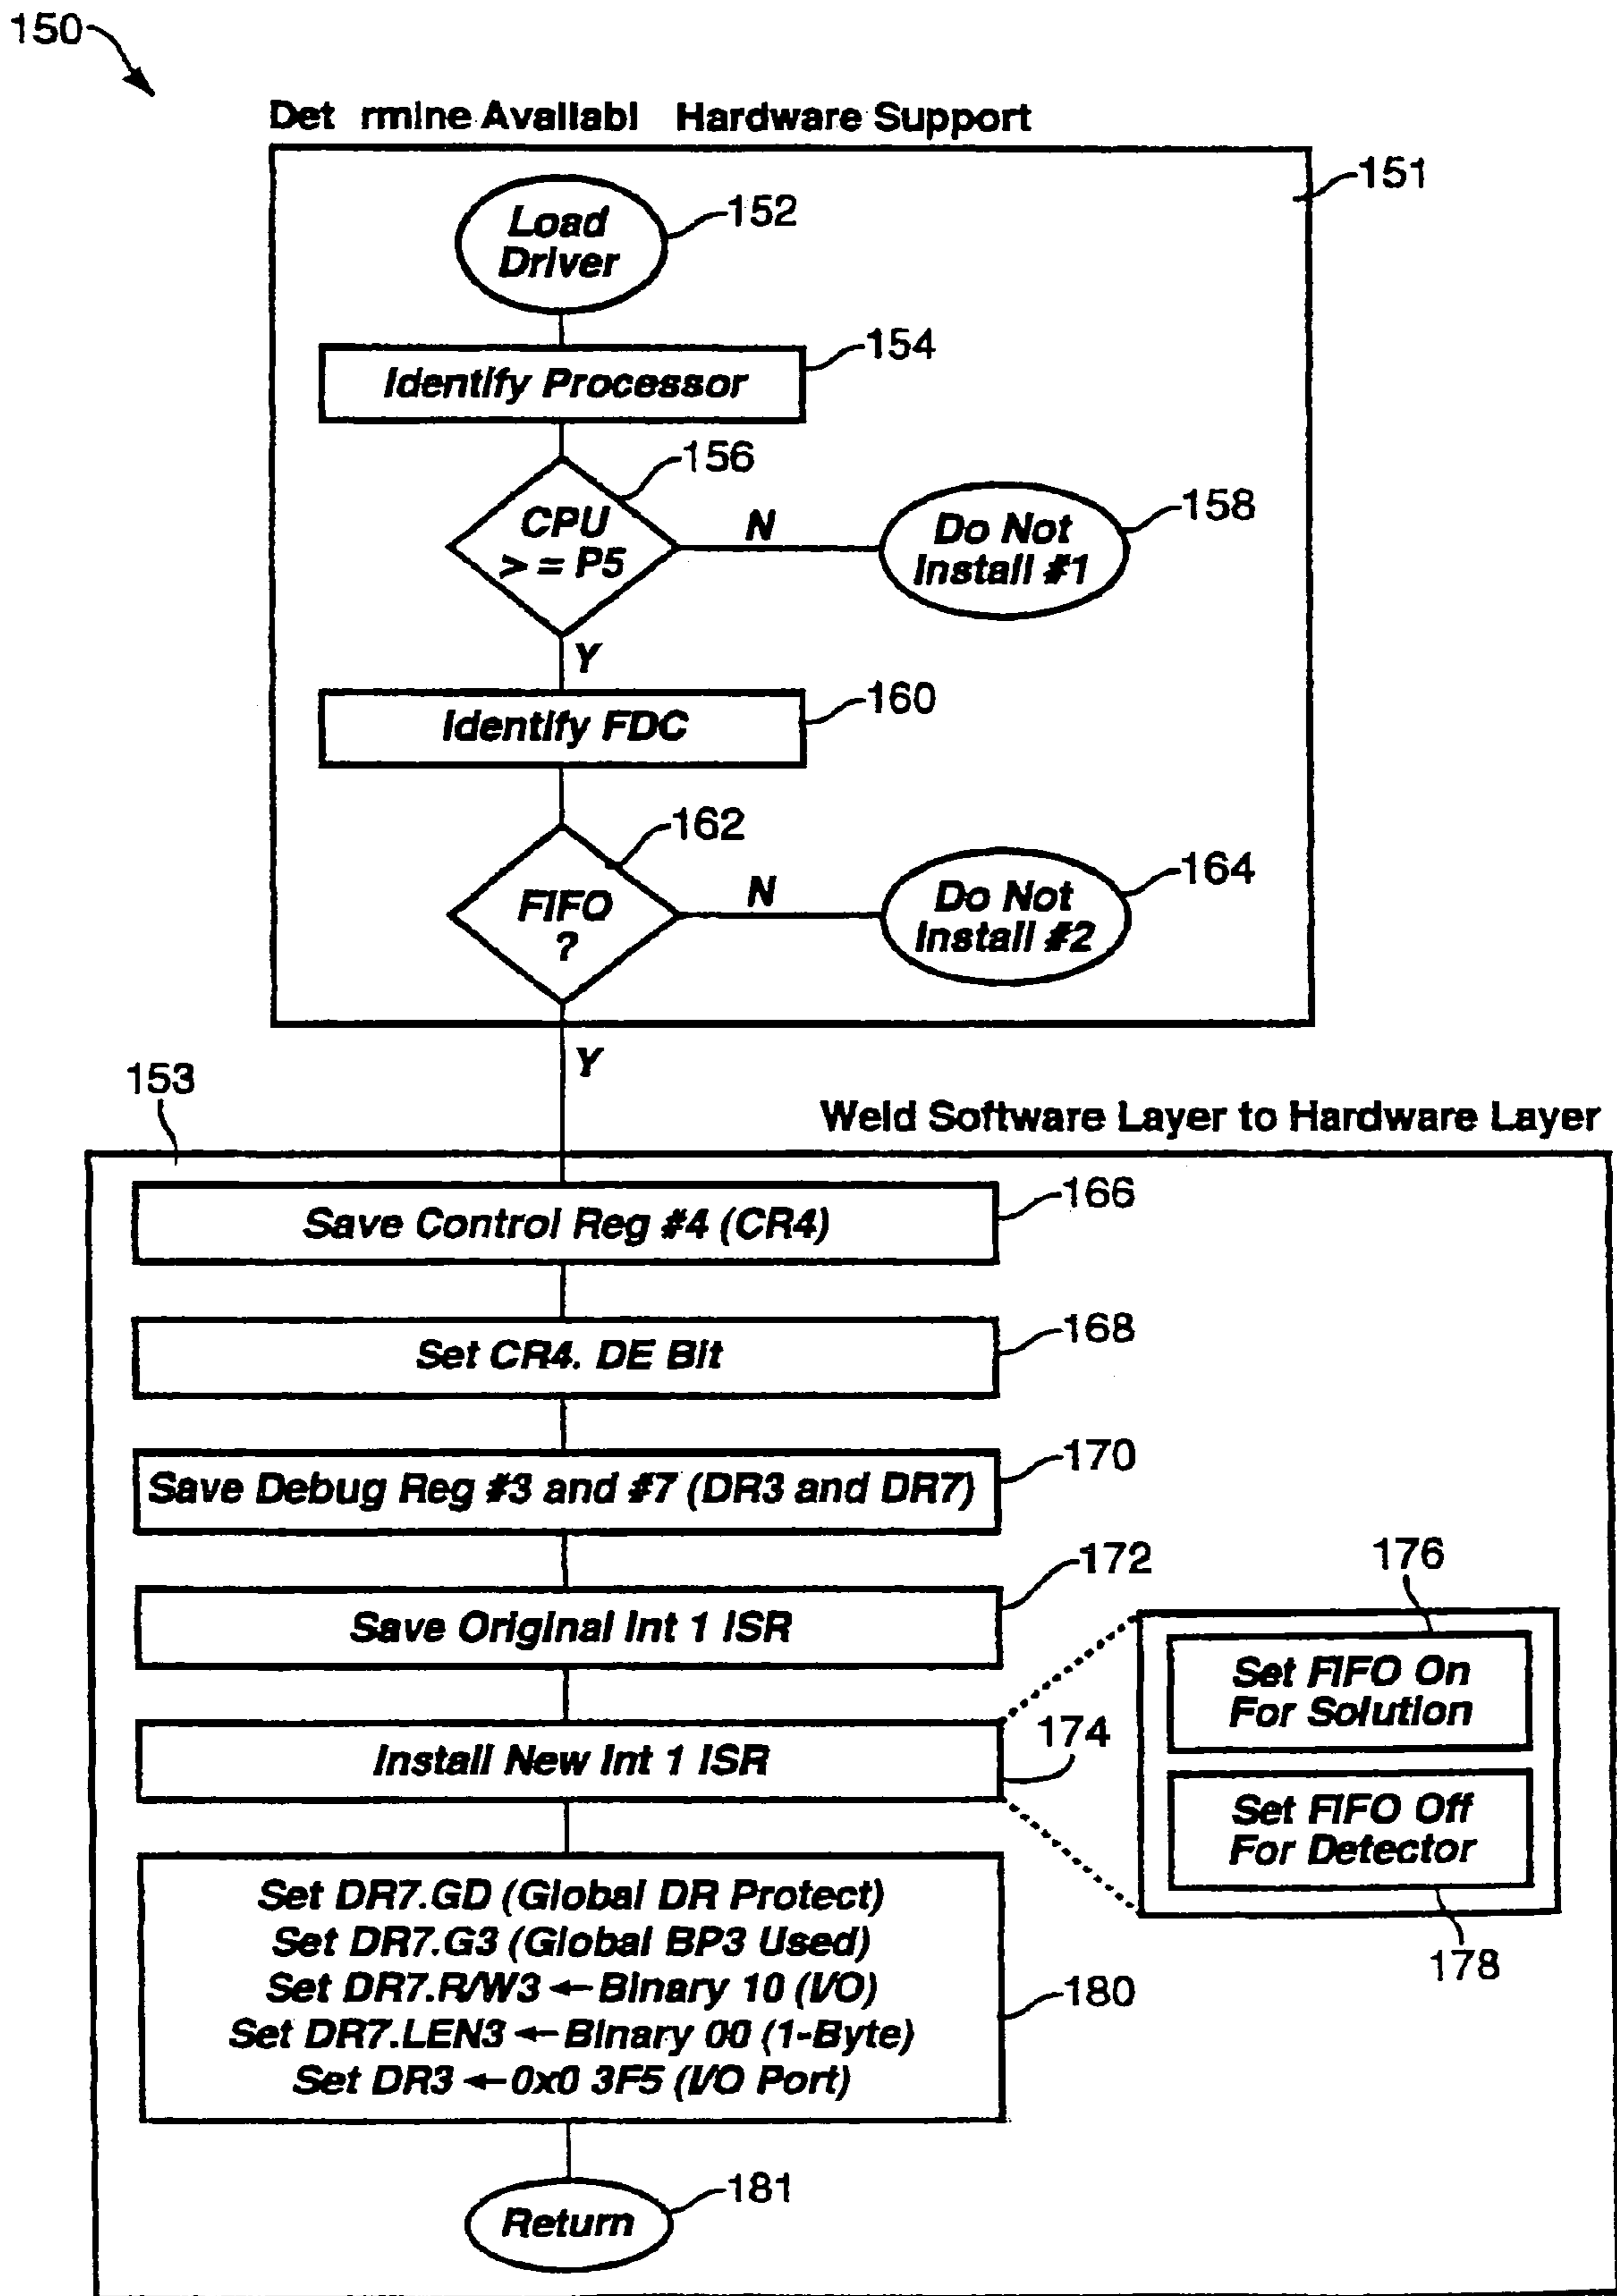 150
Det rmine Availabl Hardware Support
151
Load
Driver
152
Identify Processor
154
156
CPU
> = P5
N
Do Not
Install #1
158
Y
Identify FDC
160
162
FIFO
?
N
Do Not
Install #2
164
Y
153
Weld Software Layer to Hardware Layer
Save Control Reg #4 (CR4)
166
Set CR4. DE Bit
168
Save Debug Reg #3 and #7 (DR3 and DR7)
170
Save Original Int 1 ISR
172
Install New Int 1 ISR
174
176
Set FIFO On
For Solution
Set FIFO Off
For Detector
178
Set DR7.GD (Global DR Protect)
Set DR7.G3 (Global BP3 Used)
Set DR7.R/W3 ← Binary 10 (I/O)
Set DR7.LEN3 ← Binary 00 (1-Byte)
Set DR3 ← 0x0 3F5 (I/O Port)
180
Return
181